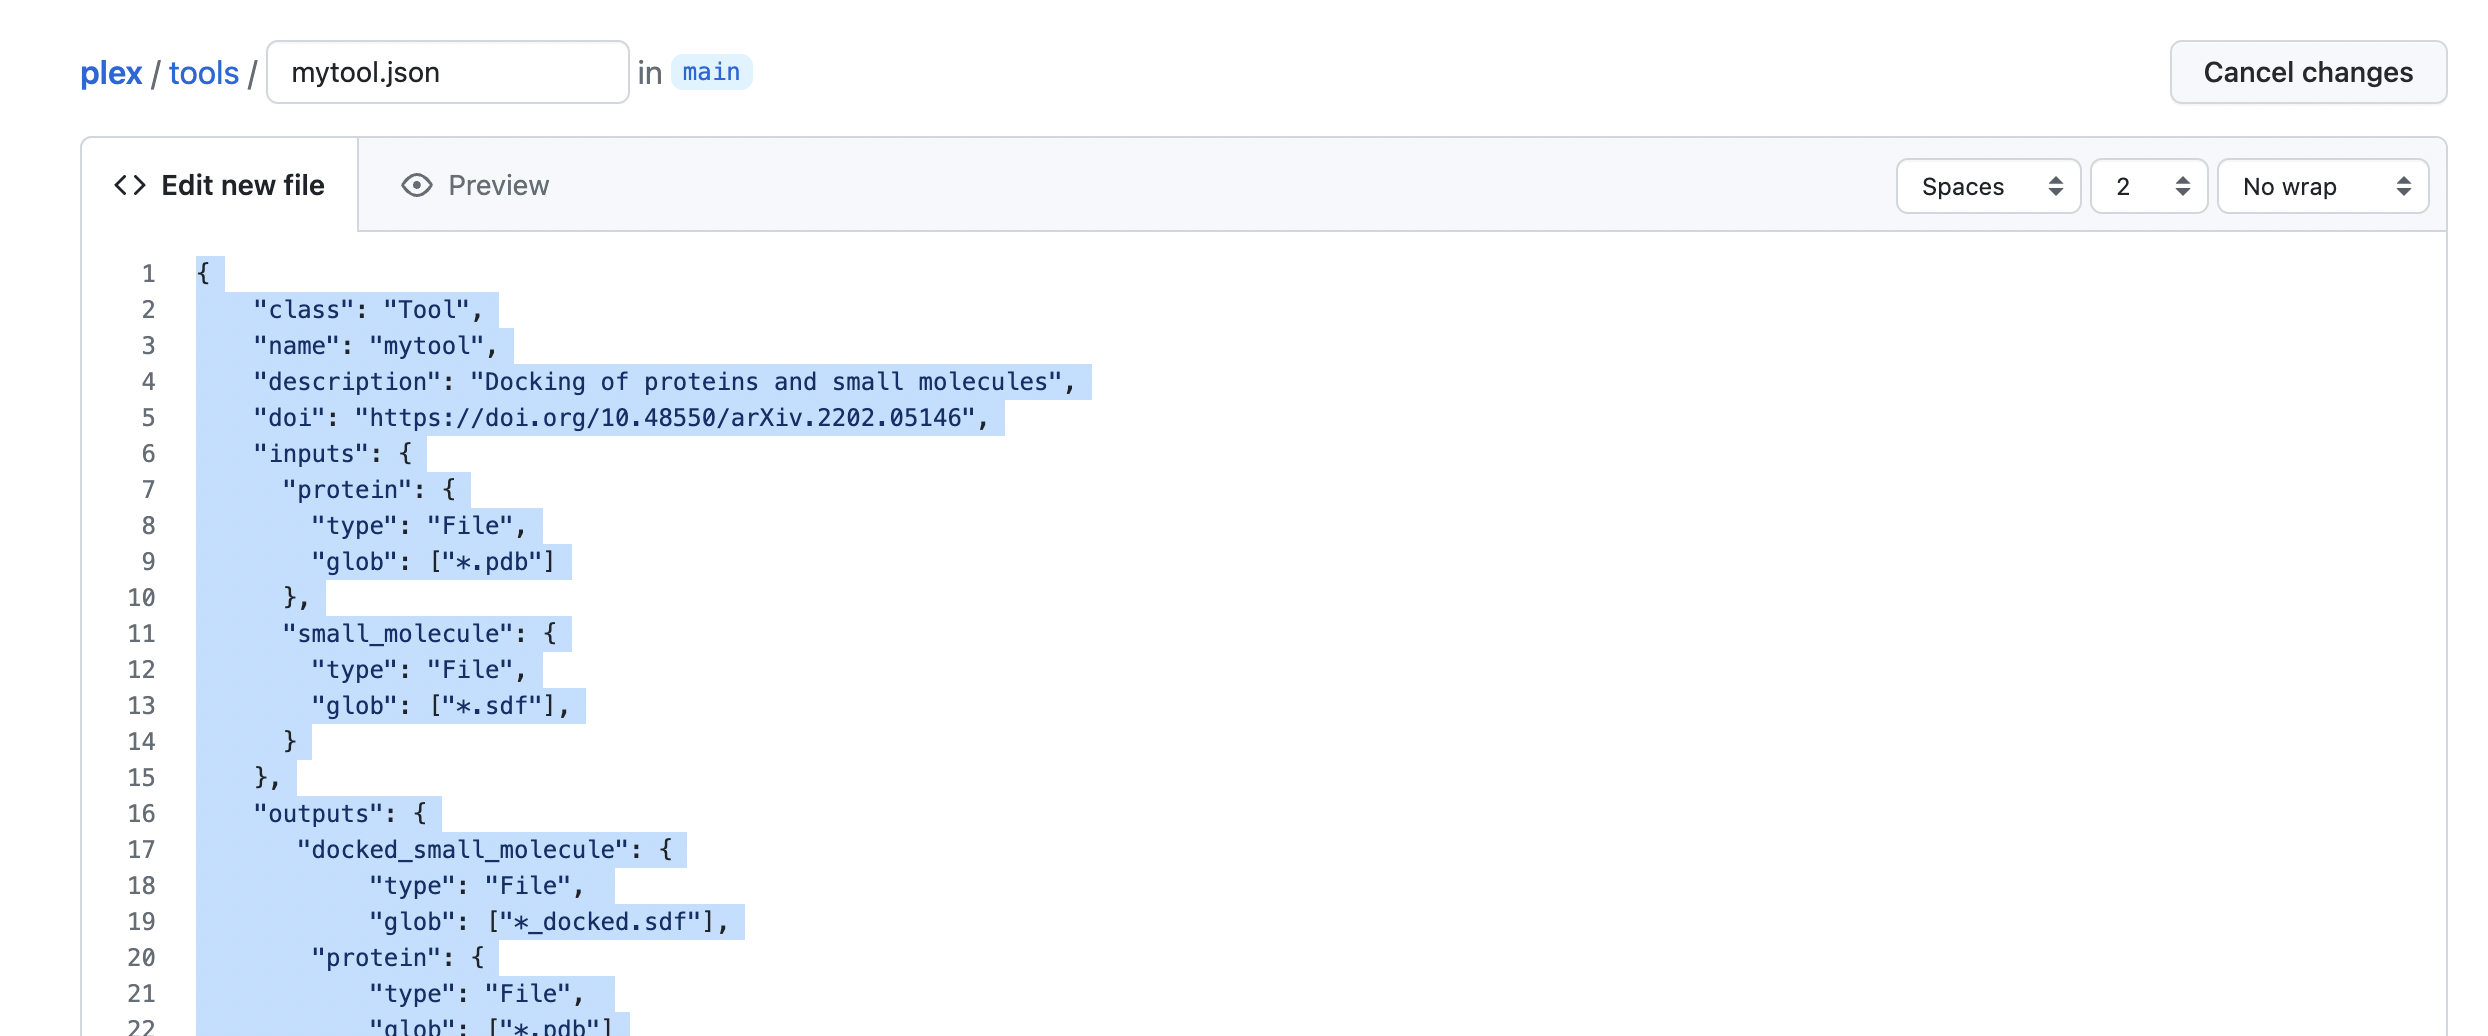 plex / tools / mytool.json in main Cancel changes
<> Edit new file Preview Spaces 2 No wrap
1 {
2     "class": "Tool",
3     "name": "mytool",
4     "description": "Docking of proteins and small molecules",
5     "doi": "https://doi.org/10.48550/arXiv.2202.05146",
6     "inputs": {
7       "protein": {
8         "type": "File",
9         "glob": ["*.pdb"]
10       },
11       "small_molecule": {
12         "type": "File",
13         "glob": ["*.sdf"],
14       }
15     },
16     "outputs": {
17        "docked_small_molecule": {
18             "type": "File",
19             "glob": ["*_docked.sdf"],
20         "protein": {
21             "type": "File",
22             "glob": ["*.pdb"]